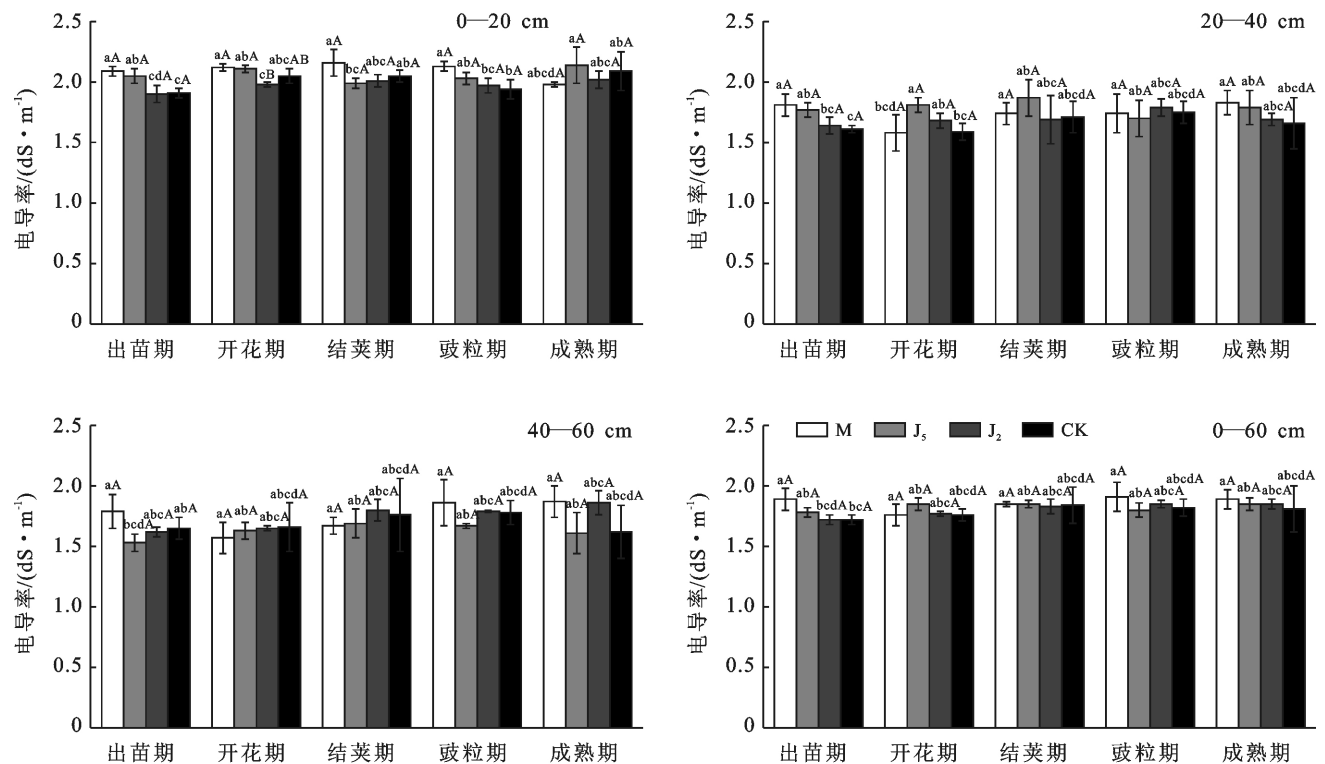 0—20 cm
电导率/(dS·m⁻¹)
2.5
2.0
1.5
1.0
0.5
0
aA abA cdA cA
aA abA cB abcAB
aA bcA abcA abA
aA abA bcA bA
abcdA aA abcA abA
出苗期 开花期 结荚期 豉粒期 成熟期
20—40 cm
电导率/(dS·m⁻¹)
2.5
2.0
1.5
1.0
0.5
0
aA abA bcA cA
bcdA aA abA bcA
aA abA abcA abcdA
aA abA abcA abcdA
aA abA abcA abcdA
出苗期 开花期 结荚期 豉粒期 成熟期
40—60 cm
电导率/(dS·m⁻¹)
2.5
2.0
1.5
1.0
0.5
0
aA bcdA abcA abA
aA abA abcA abcdA
aA abA abcA abcdA
aA abA abcA abcdA
aA abA abcA abcdA
出苗期 开花期 结荚期 豉粒期 成熟期
M J₅ J₂ CK
0—60 cm
电导率/(dS·m⁻¹)
2.5
2.0
1.5
1.0
0.5
0
aA abA bcdA cA
aA abA abcA abcdA
aA abA abcA abcdA
aA abA abcA abcdA
aA abA abcA abcdA
出苗期 开花期 结荚期 豉粒期 成熟期